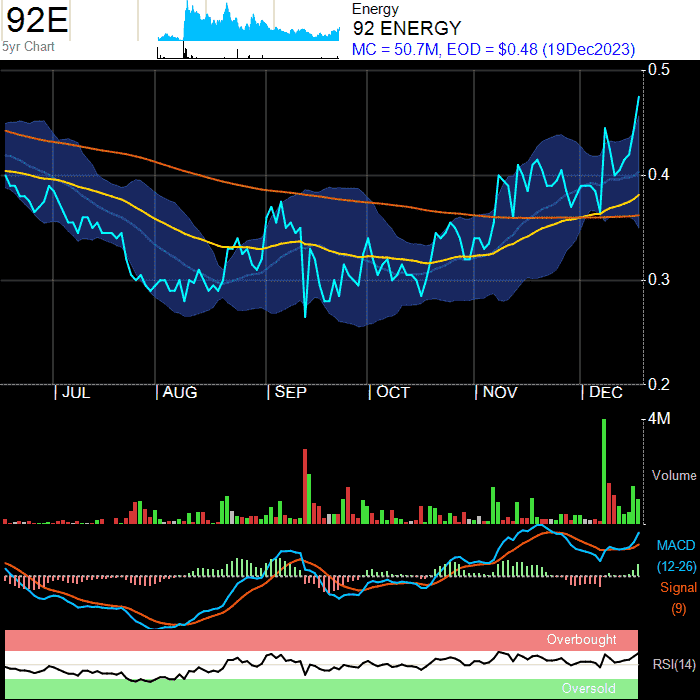 92E
5yr Chart
Energy
92 ENERGY
MC = 50.7M, EOD = $0.48 (19Dec2023)
0.5
0.4
0.3
0.2
JUL AUG SEP OCT NOV DEC
4M
Volume
MACD
(12-26)
Signal
(9)
Overbought
RSI(14)
Oversold